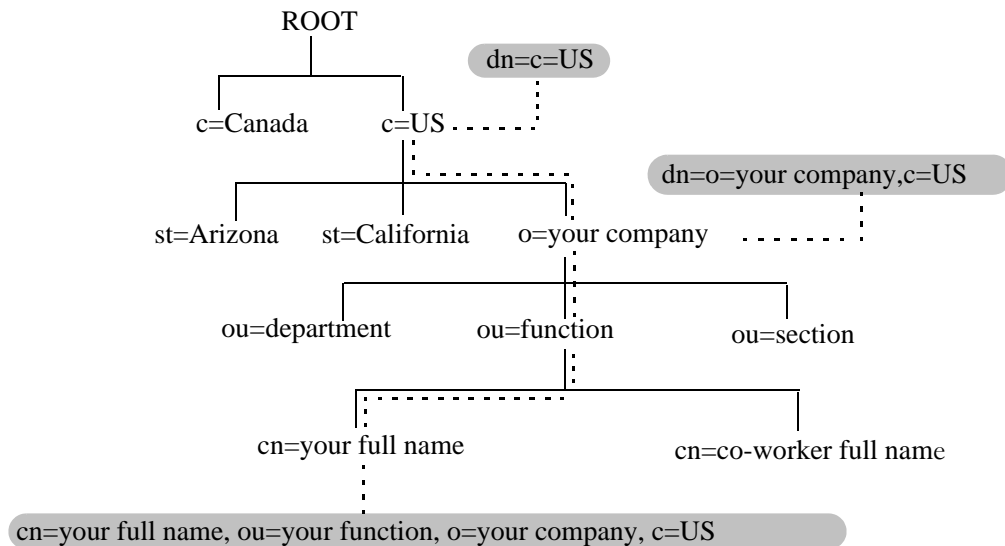 ROOT
dn=c=US
c=Canada
c=US
dn=o=your company,c=US
st=Arizona
st=California
o=your company
ou=department
ou=function
ou=section
cn=your full name
cn=co-worker full name
cn=your full name, ou=your function, o=your company, c=US